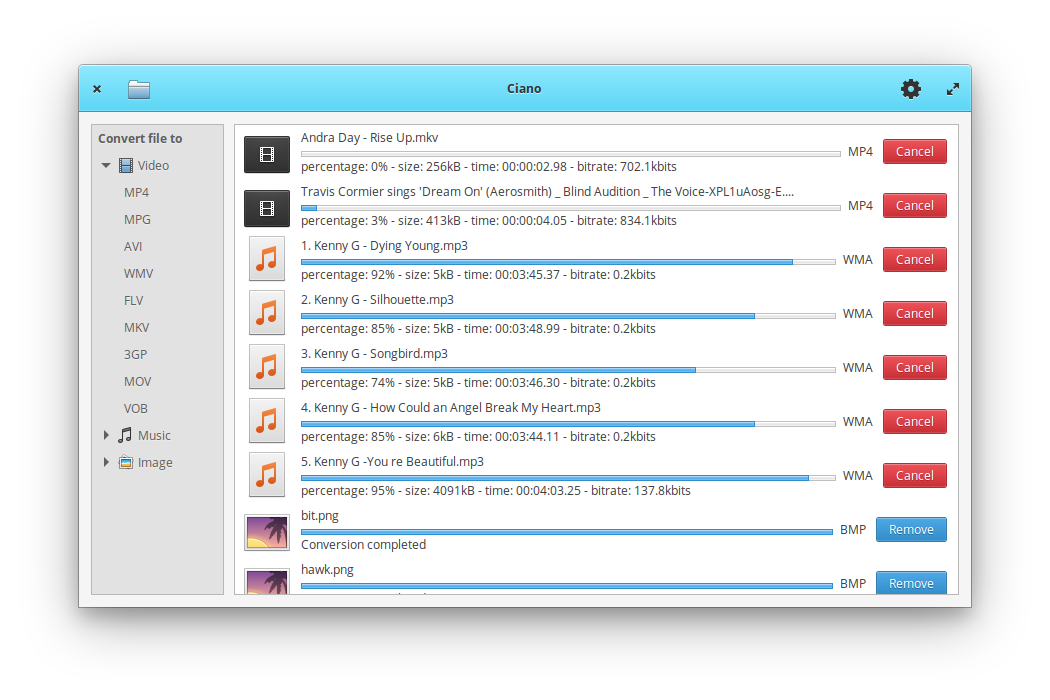 Ciano
Convert file to
Video
MP4
MPG
AVI
WMV
FLV
MKV
3GP
MOV
VOB
Music
Image
Andra Day - Rise Up.mkv
MP4
Cancel
percentage: 0% - size: 256kB - time: 00:00:02.98 - bitrate: 702.1kbits
Travis Cormier sings 'Dream On' (Aerosmith) _ Blind Audition _ The Voice-XPL1uAosg-E....
MP4
Cancel
percentage: 3% - size: 413kB - time: 00:00:04.05 - bitrate: 834.1kbits
1. Kenny G - Dying Young.mp3
WMA
Cancel
percentage: 92% - size: 5kB - time: 00:03:45.37 - bitrate: 0.2kbits
2. Kenny G - Silhouette.mp3
WMA
Cancel
percentage: 85% - size: 5kB - time: 00:03:48.99 - bitrate: 0.2kbits
3. Kenny G - Songbird.mp3
WMA
Cancel
percentage: 74% - size: 5kB - time: 00:03:46.30 - bitrate: 0.2kbits
4. Kenny G - How Could an Angel Break My Heart.mp3
WMA
Cancel
percentage: 85% - size: 6kB - time: 00:03:44.11 - bitrate: 0.2kbits
5. Kenny G -You re Beautiful.mp3
WMA
Cancel
percentage: 95% - size: 4091kB - time: 00:04:03.25 - bitrate: 137.8kbits
bit.png
BMP
Remove
Conversion completed
hawk.png
BMP
Remove